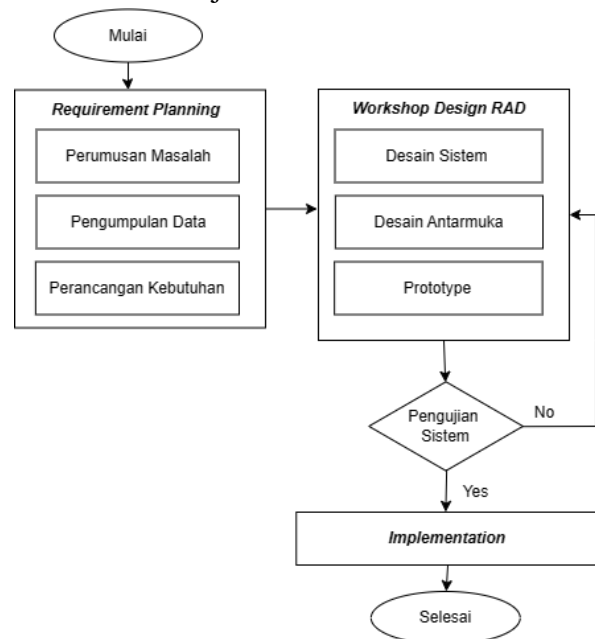 Mulai
Requirement Planning
Perumusan Masalah
Pengumpulan Data
Perancangan Kebutuhan
Workshop Design RAD
Desain Sistem
Desain Antarmuka
Prototype
Pengujian
Sistem
No
Yes
Implementation
Selesai